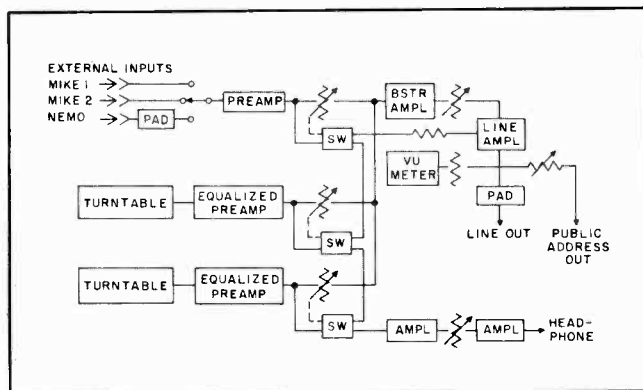 EXTERNAL INPUTS
MIKE 1
MIKE 2
NEMO
PAD
PREAMP
SW
BSTR
AMPL
LINE
AMPL
VU
METER
PAD
LINE OUT
PUBLIC
ADDRESS
OUT
TURNTABLE
EQUALIZED
PREAMP
SW
TURNTABLE
EQUALIZED
PREAMP
SW
AMPL
AMPL
HEAD-
PHONE